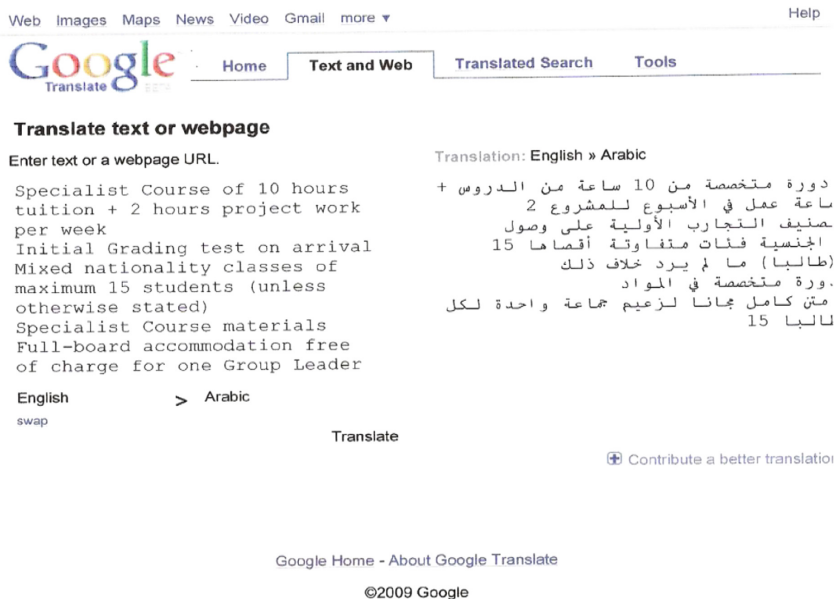 Web Images Maps News Video Gmail more ▼
Help
Google
Translate BETA
Home
Text and Web
Translated Search
Tools
Translate text or webpage
Enter text or a webpage URL.
Specialist Course of 10 hours
tuition + 2 hours project work
per week
Initial Grading test on arrival
Mixed nationality classes of
maximum 15 students (unless
otherwise stated)
Specialist Course materials
Full-board accommodation free
of charge for one Group Leader
English > Arabic
swap
Translate
Translation: English » Arabic
دورة متخصصة من 10 ساعة من الدروس +
ساعة عمل في الأسبوع للمشروع 2
تصنيف التجارب الأولية على وصول
الجنسية فئات متفاوتة أقصاها 15
(طالبا) ما لم يرد خلاف ذلك
دورة متخصصة في المواد
متن كامل مجانا لزعيم جماعة واحدة لكل
طالبا 15
Contribute a better translation
Google Home - About Google Translate
©2009 Google